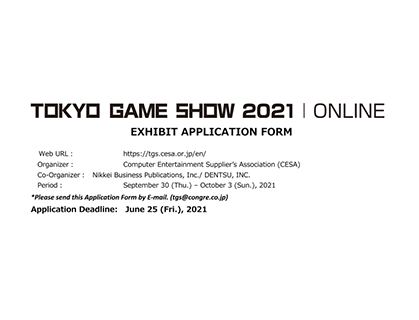 TOKYO GAME SHOW 2021 | ONLINE
EXHIBIT APPLICATION FORM
Web URL : https://tgs.cesa.or.jp/en/
Organizer : Computer Entertainment Supplier's Association (CESA)
Co-Organizer : Nikkei Business Publications, Inc./ DENTSU, INC.
Period : September 30 (Thu.) – October 3 (Sun.), 2021
*Please send this Application Form by E-mail. (tgs@congre.co.jp)
Application Deadline: June 25 (Fri.), 2021